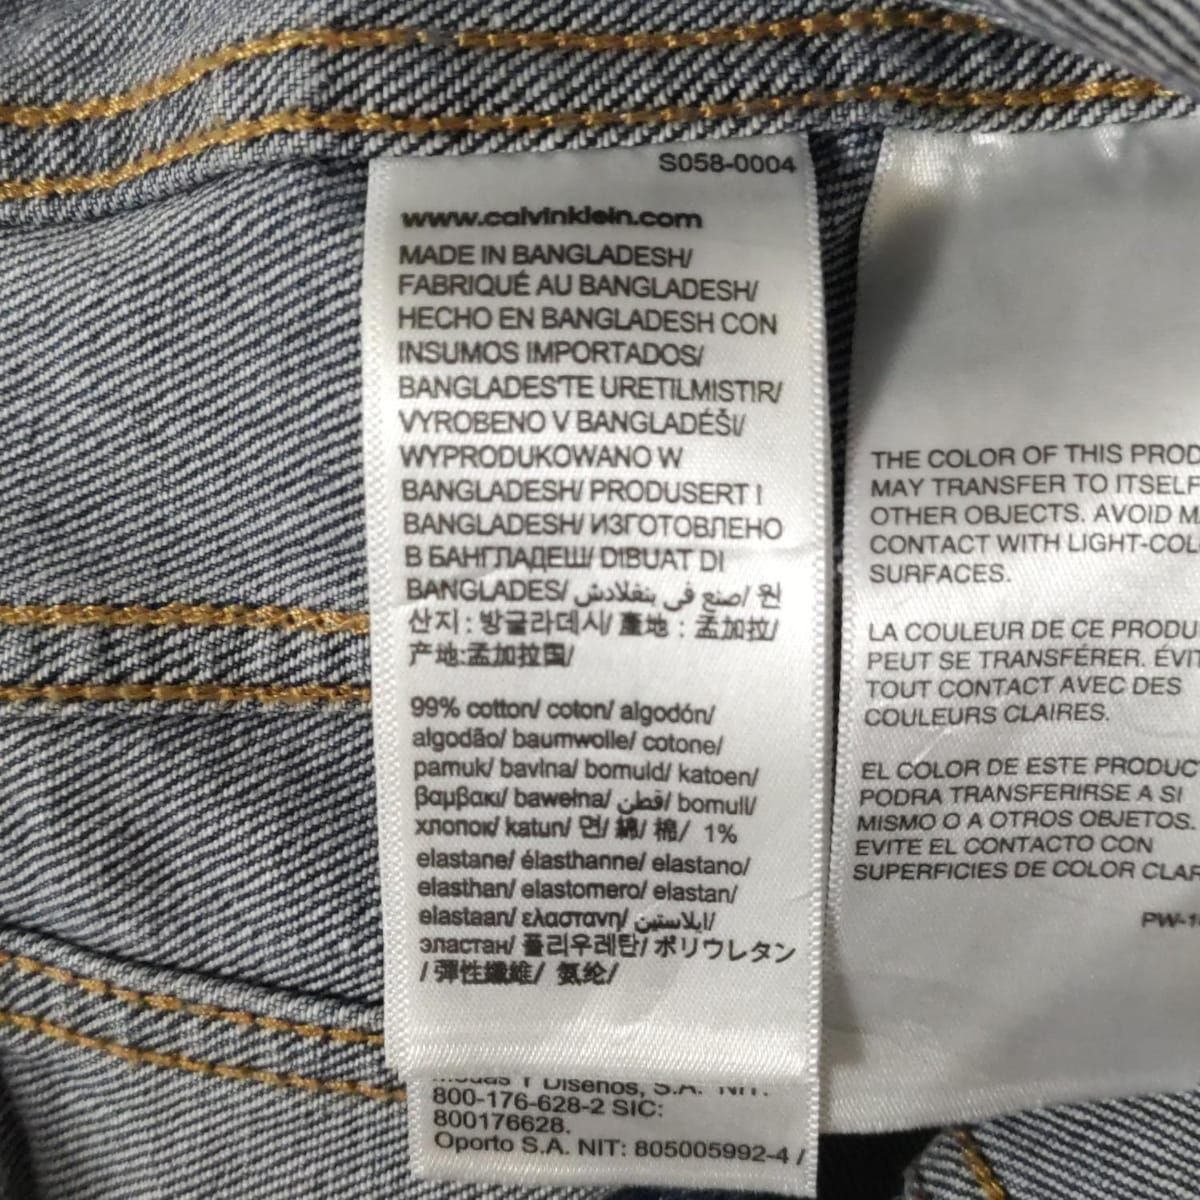 S058-0004
www.calvinklein.com
MADE IN BANGLADESH/
FABRIQUÉ AU BANGLADESH/
HECHO EN BANGLADESH CON
INSUMOS IMPORTADOS/
BANGLADES'TE URETILMISTIR/
VYROBENO V BANGLADÉŠI/
WYPRODUKOWANO W
BANGLADESH/ PRODUSERT I
BANGLADESH/ ИЗГОТОВЛЕНО
В БАНГЛАДЕШ/ DIBUAT DI
BANGLADES/ صنع في بنغلادش/ 원
산지 : 방글라데시/ 產地 : 孟加拉/
产地:孟加拉国/
99% cotton/ coton/ algodón/
algodão/ baumwolle/ cotone/
pamuk/ bavlna/ bomuld/ katoen/
βαμβακι/ bawełna/ قطن/ bomull/
хлопок/ katun/ 면/ 綿/ 棉/ 1%
elastane/ élasthanne/ elastano/
elasthan/ elastomero/ elastan/
elastaan/ ελαστανη/ إيلاستين/
эластан/ 폴리우레탄/ ポリウレタン
/ 彈性纖維/ 氨纶/
Y Diseños, S.A. NIT:
800-176-628-2 SIC:
800176628.
Oporto S.A. NIT: 805005992-4 /
THE COLOR OF THIS PROD
MAY TRANSFER TO ITSELF
OTHER OBJECTS. AVOID
CONTACT WITH LIGHT-COL
SURFACES.
LA COULEUR DE CE PRODU
PEUT SE TRANSFÉRER. ÉVIT
TOUT CONTACT AVEC DES
COULEURS CLAIRES.
EL COLOR DE ESTE PRODUC
PODRA TRANSFERIRSE A SI
MISMO O A OTROS OBJETOS.
EVITE EL CONTACTO CON
SUPERFICIES DE COLOR CLAR
PW-1